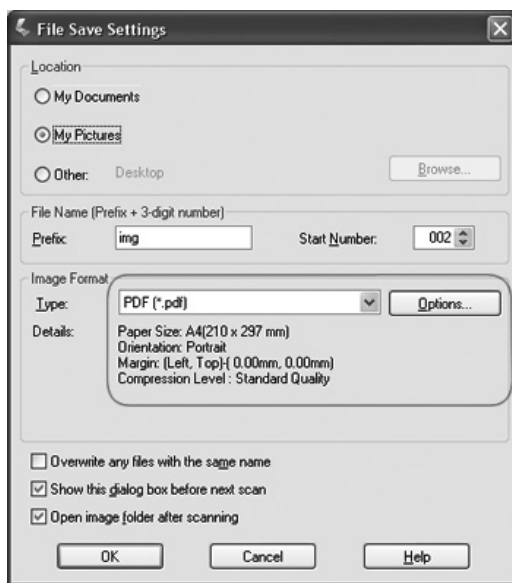 File Save Settings
Location
My Documents
My Pictures
Other: Desktop Browse...
File Name (Prefix + 3-digit number)
Prefix: img Start Number: 002
Image Format
Type: PDF (*.pdf) Options...
Details: Paper Size: A4(210 x 297 mm)
Orientation: Portrait
Margin: (Left, Top)-( 0.00mm, 0.00mm)
Compression Level : Standard Quality
Overwrite any files with the same name
Show this dialog box before next scan
Open image folder after scanning
OK Cancel Help